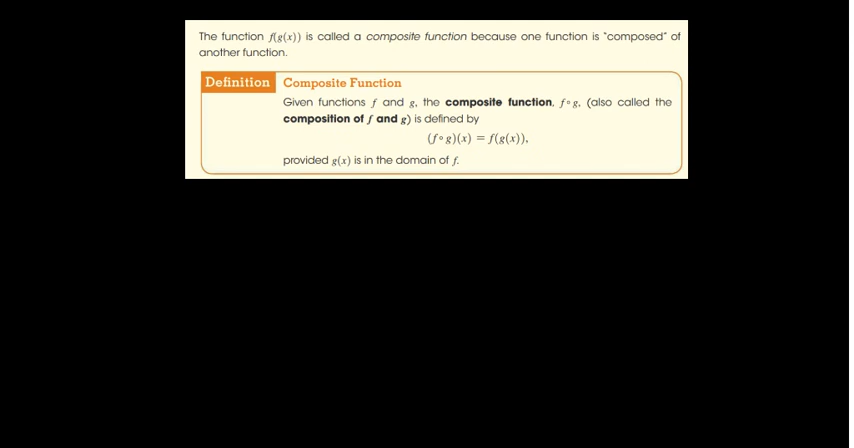 The function f(g(x)) is called a composite function because one function is “composed” of
another function.
Definition Composite Function
Given functions f and g, the composite function, f∘g, (also called the
composition of f and g) is defined by
(f∘g)(x) = f(g(x)),
provided g(x) is in the domain of f.